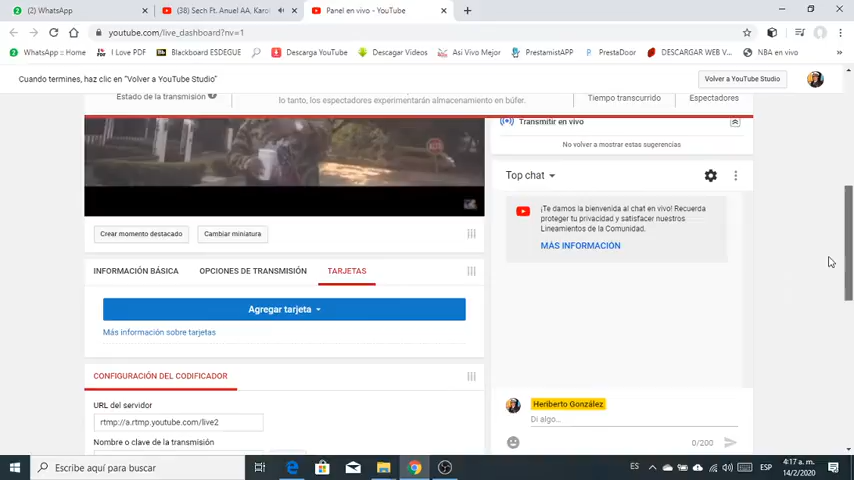 (2) WhatsApp
(38) Sech Ft. Anuel AA, Karol
Panel en vivo - YouTube
youtube.com/live_dashboard?nv=1
WhatsApp :: Home
I Love PDF
Blackboard ESDEGUE
Descarga YouTube
Descagar Videos
Asi Vivo Mejor
PrestamistAPP
PrestaDoor
DESCARGAR WEB V...
NBA en vivo
Cuando termines, haz clic en "Volver a YouTube Studio"
Volver a YouTube Studio
Estado de la transmisión
lo tanto, los espectadores experimentarán almacenamiento en búfer.
Tiempo transcurrido
Espectadores
Transmitir en vivo
No volver a mostrar estas sugerencias
Top chat
¡Te damos la bienvenida al chat en vivo! Recuerda
proteger tu privacidad y satisfacer nuestros
Lineamientos de la Comunidad.
MÁS INFORMACIÓN
Crear momento destacado
Cambiar miniatura
INFORMACIÓN BÁSICA
OPCIONES DE TRANSMISIÓN
TARJETAS
Agregar tarjeta
Más información sobre tarjetas
CONFIGURACIÓN DEL CODIFICADOR
URL del servidor
rtmp://a.rtmp.youtube.com/live2
Nombre o clave de la transmisión
Heriberto González
Di algo...
0/200
Escribe aquí para buscar
ES
ESP
4:17 a. m.
14/2/2020